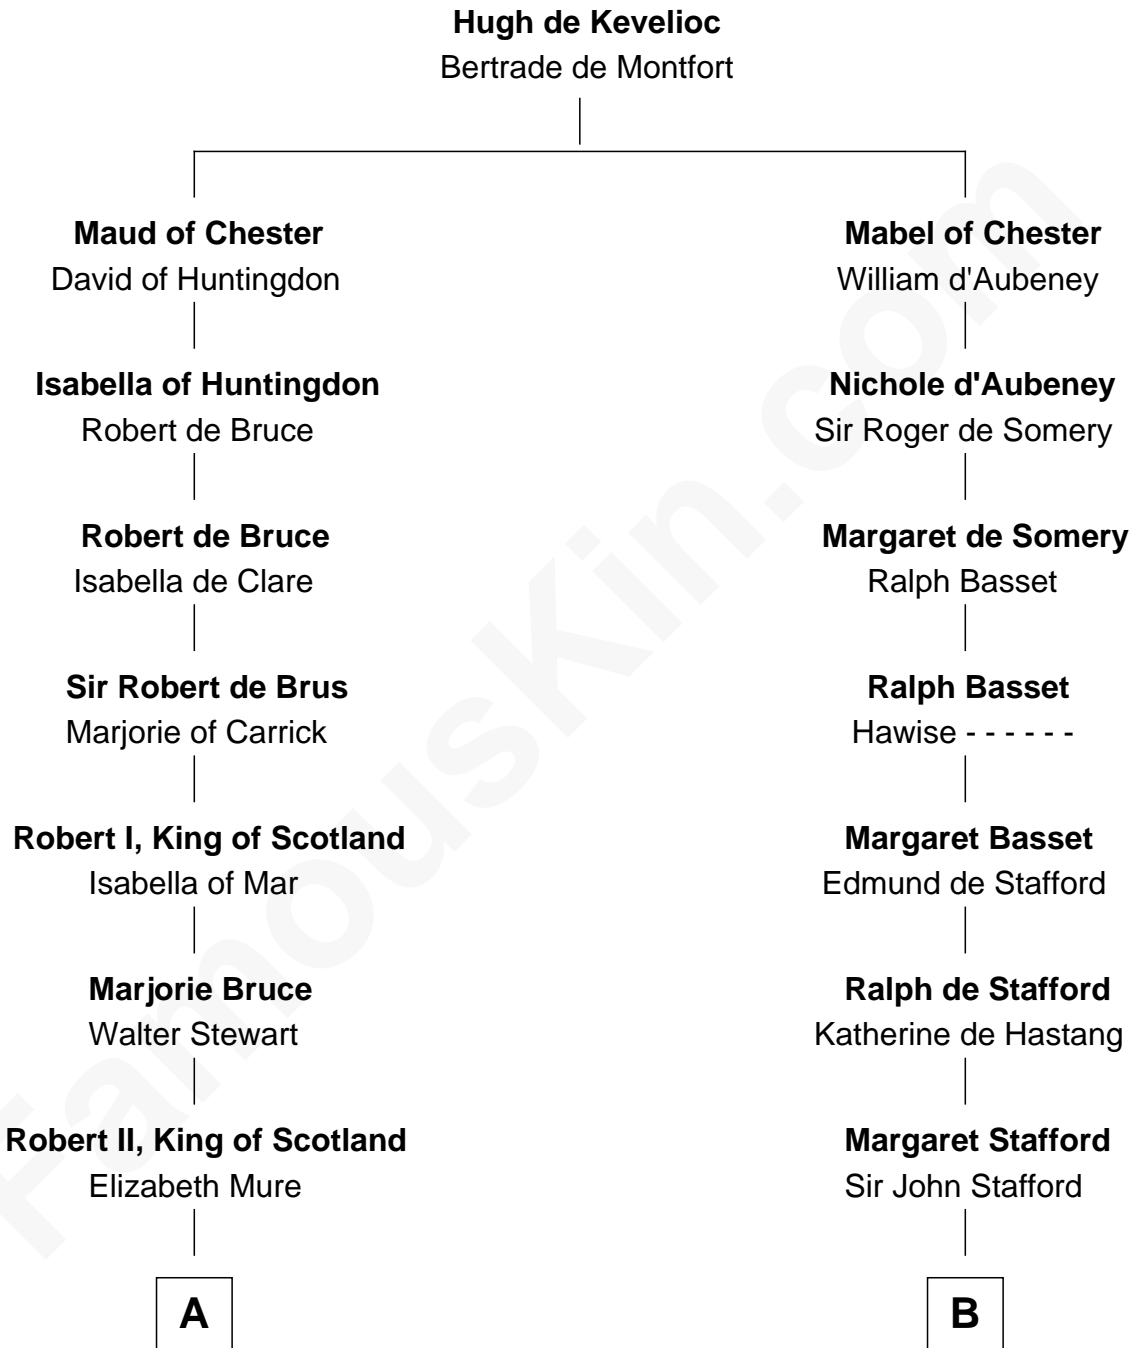 Hugh de Kevelioc
Bertrade de Montfort
Maud of Chester
David of Huntingdon
Isabella of Huntingdon
Robert de Bruce
Robert de Bruce
Isabella de Clare
Sir Robert de Brus
Marjorie of Carrick
Robert I, King of Scotland
Isabella of Mar
Marjorie Bruce
Walter Stewart
Robert II, King of Scotland
Elizabeth Mure
A
Mabel of Chester
William d'Aubeney
Nichole d'Aubeney
Sir Roger de Somery
Margaret de Somery
Ralph Basset
Ralph Basset
Hawise - - - - - -
Margaret Basset
Edmund de Stafford
Ralph de Stafford
Katherine de Hastang
Margaret Stafford
Sir John Stafford
B
FamousKin.com